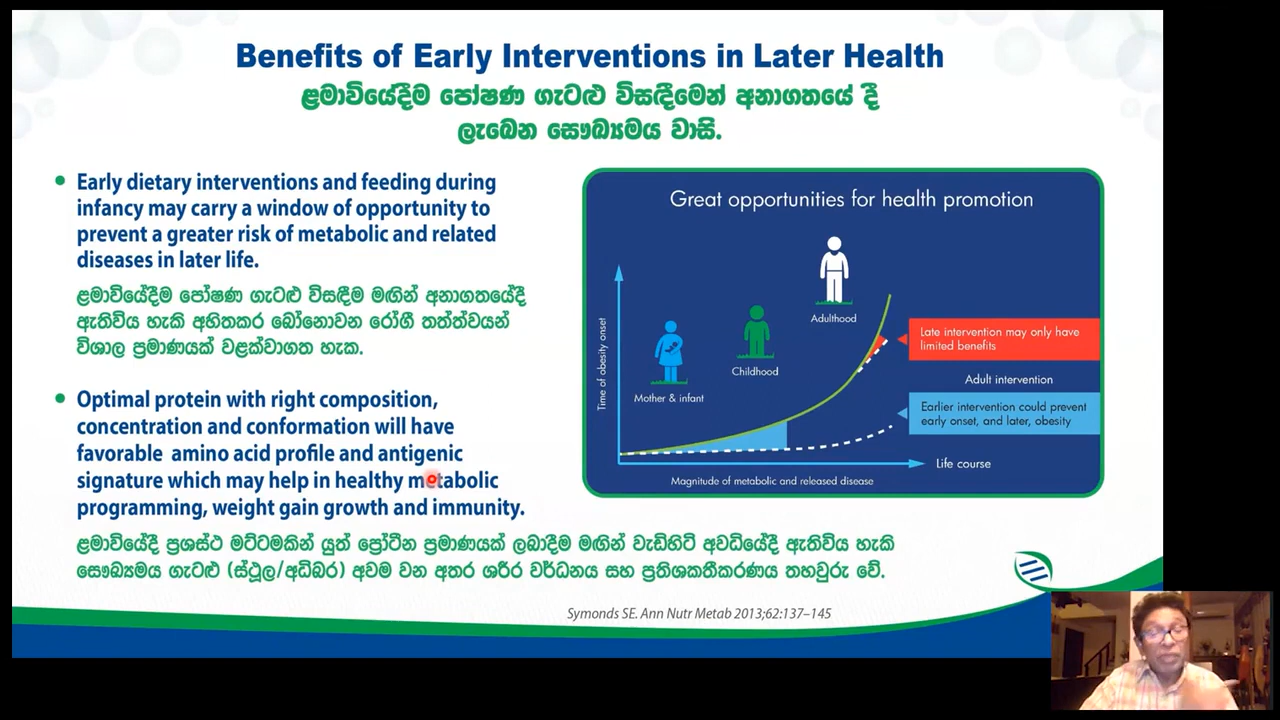 Benefits of Early Interventions in Later Health
ළමාවියේදීම පෝෂණ ගැටළු විසඳීමෙන් අනාගතයේ දී
ලැබෙන සෞඛ්‍යමය වාසි.
Early dietary interventions and feeding during
infancy may carry a window of opportunity to
prevent a greater risk of metabolic and related
diseases in later life.
ළමාවියේදීම පෝෂණ ගැටළු විසඳීම මඟින් අනාගතයේදී
ඇතිවිය හැකි අහිතකර බෝනොවන රෝගී තත්ත්වයන්
විශාල ප්‍රමාණයක් වළක්වාගත හැක.
Optimal protein with right composition,
concentration and conformation will have
favorable amino acid profile and antigenic
signature which may help in healthy metabolic
programming, weight gain growth and immunity.
ළමාවියේදී ප්‍රශස්ථ මට්ටමකින් යුත් ප්‍රෝටීන ප්‍රමාණයක් ලබාදීම මඟින් වැඩිහිටි අවධියේදී ඇතිවිය හැකි
සෞඛ්‍යමය ගැටළු (ස්ථූල/අධිබර) අවම වන අතර ශරීර වර්ධනය සහ ප්‍රතිශකතීකරණය තහවුරු වේ.
Great opportunities for health promotion
Adulthood
Childhood
Mother & infant
Time of obesity onset
Late intervention may only have
limited benefits
Adult intervention
Earlier intervention could prevent
early onset, and later, obesity
Life course
Magnitude of metabolic and released disease
Symonds SE. Ann Nutr Metab 2013;62:137–145